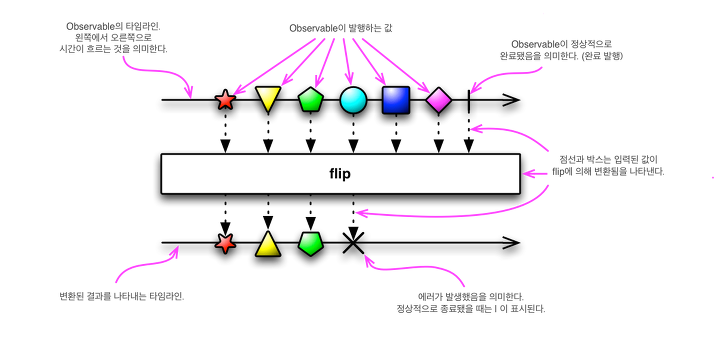 Observable의 타임라인.
왼쪽에서 오른쪽으로
시간이 흐르는 것을 의미한다.
Observable이 발행하는 값
Observable이 정상적으로
완료됐음을 의미한다. (완료 발행)
flip
점선과 박스는 입력된 값이
flip에 의해 변환됨을 나타낸다.
변환된 결과를 나타내는 타임라인.
에러가 발생했음을 의미한다.
정상적으로 종료됐을 때는 | 이 표시된다.